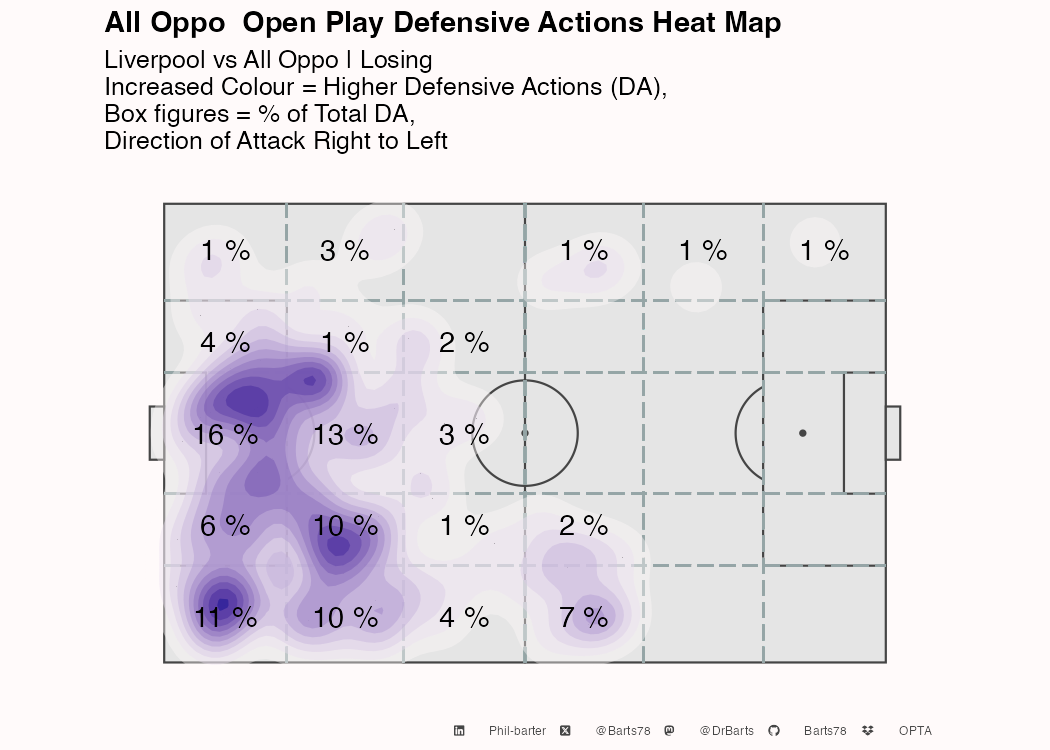 All Oppo  Open Play Defensive Actions Heat Map
Liverpool vs All Oppo | Losing
Increased Colour = Higher Defensive Actions (DA),
Box figures = % of Total DA,
Direction of Attack Right to Left
1 % 3 % 1 % 1 % 1 %
4 % 1 % 2 %
16 % 13 % 3 %
6 % 10 % 1 % 2 %
11 % 10 % 4 % 7 %
Phil-barter @Barts78 @DrBarts Barts78 OPTA